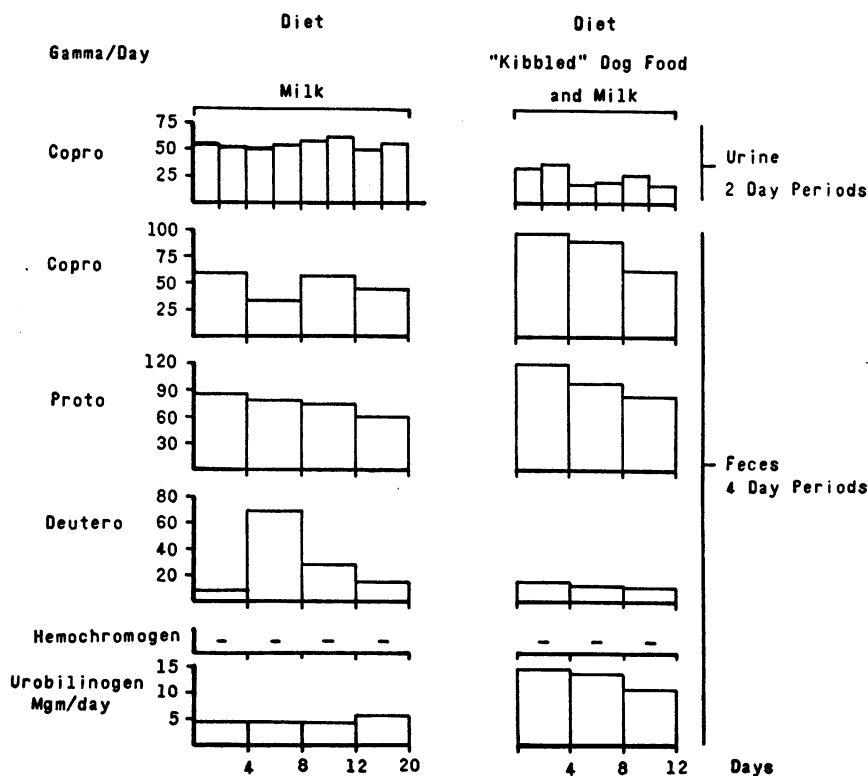 Diet
Diet
Gamma/Day
"Kibbled" Dog Food
Milk
and Milk
75
Copro
50
25
Urine
2 Day Periods
100
75
Copro
50
25
120
90
Proto
60
30
Feces
4 Day Periods
80
Deutero
60
40
20
Hemochromogen - - - - - - -
15
Urobilinogen
10
Mgm/day
5
4 8 12 20 4 8 12 Days